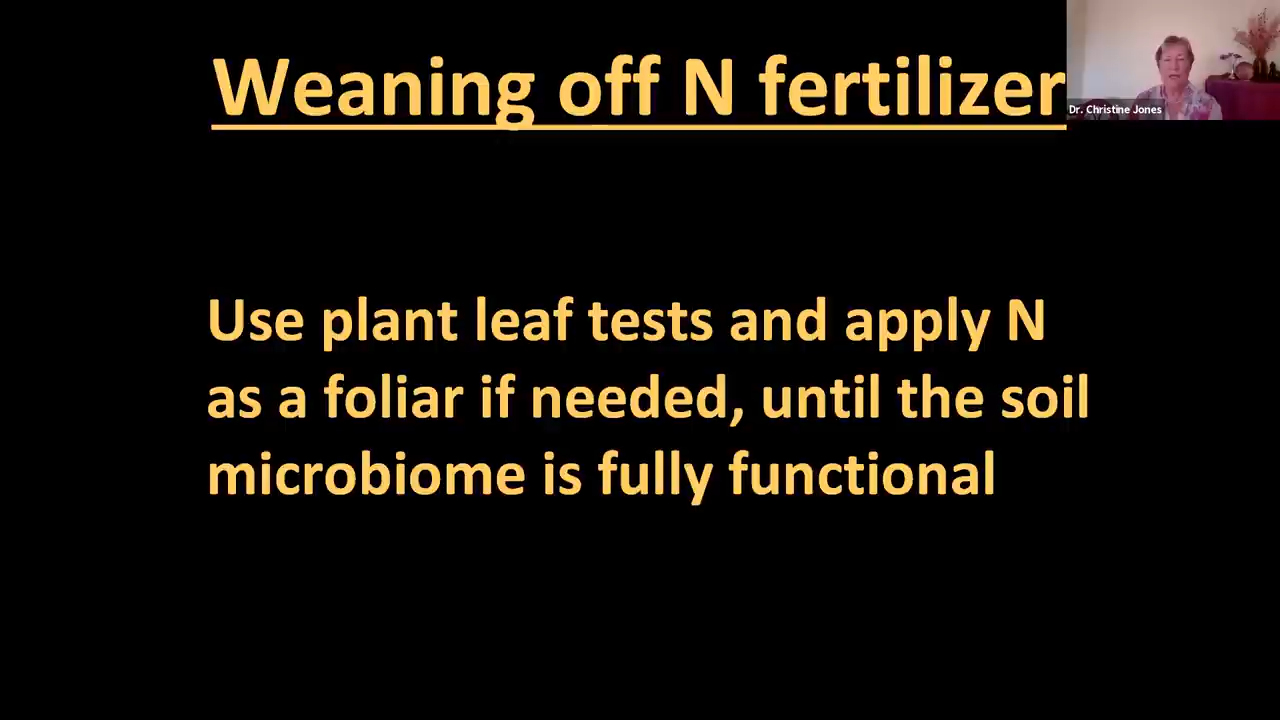 Weaning off N fertilizer
Dr. Christine Jones
Use plant leaf tests and apply N
as a foliar if needed, until the soil
microbiome is fully functional